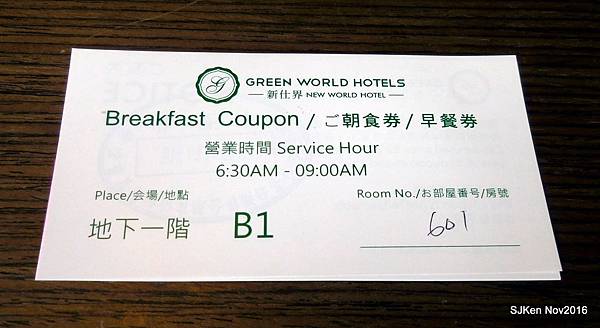 GREEN WORLD HOTELS
新仕界 NEW WORLD HOTEL
Breakfast Coupon / ご朝食券 / 早餐券
營業時間 Service Hour
6:30AM - 09:00AM
Place/会場/地點 Room No./お部屋番号/房號
地下一階 B1 601
SJKen Nov2016